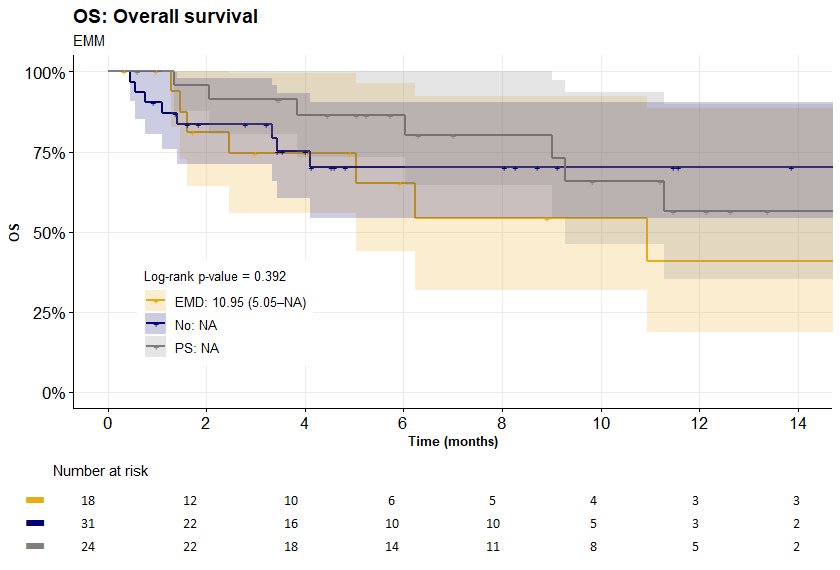 OS: Overall survival
EMM
100%
75%
50%
25%
0%
OS
Log-rank p-value = 0.392
EMD: 10.95 (5.05–NA)
No: NA
PS: NA
0 2 4 6 8 10 12 14
Time (months)
Number at risk
18 12 10 6 5 4 3 3
31 22 16 10 10 5 3 2
24 22 18 14 11 8 5 2